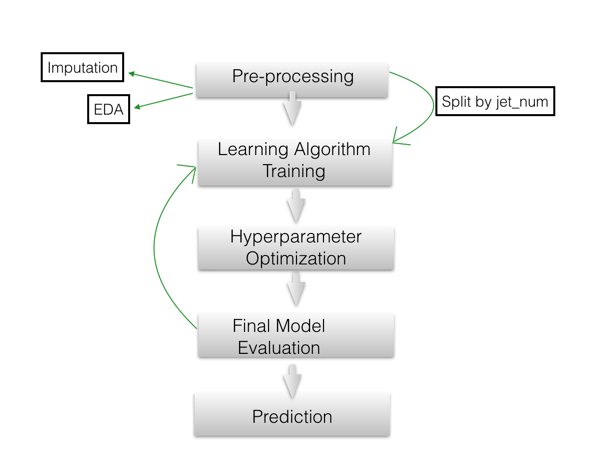 Imputation
Pre-processing
EDA
Split by jet_num
Learning Algorithm
Training
Hyperparameter
Optimization
Final Model
Evaluation
Prediction